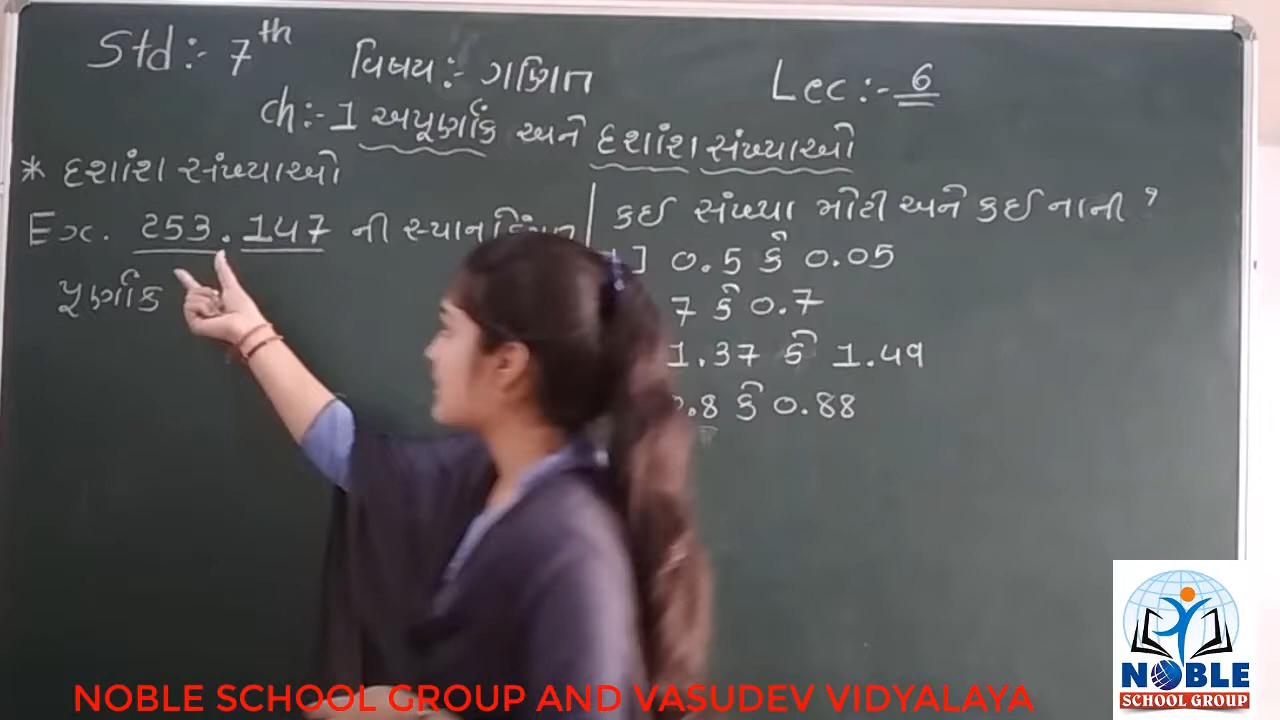 Std :- 7th
વિષય :- ગણિત
Lec :- 6
ch :- 1 અપૂર્ણાંક અને દશાંશ સંખ્યાઓ
* દશાંશ સંખ્યાઓ
Ex. 253.147 ની
પૂર્ણાંક
કઈ સંખ્યા મોટી અને કઈ નાની ?
0.5 કે 0.05
7 કે 0.7
1.37 કે 1.49
.8 કે 0.88
NOBLE
SCHOOL GROUP
NOBLE SCHOOL GROUP AND VASUDEV VIDYALAYA